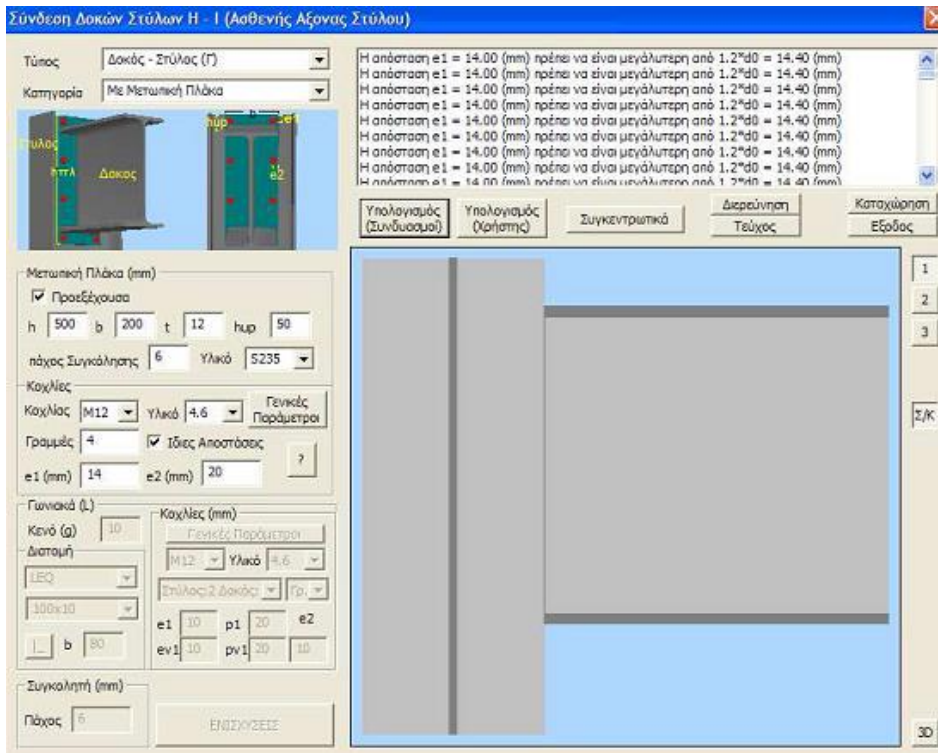 Σύνδεση Δοκών Στύλων H - I (Ασθενής Αξονας Στύλου)
Τύπος Δοκός - Στύλος (Γ)
Κατηγορία Με Μετωπική Πλάκα
Η απόσταση e1 = 14.00 (mm) πρέπει να είναι μεγάλυτερη από 1.2*d0 = 14.40 (mm)
Η απόσταση e1 = 14.00 (mm) πρέπει να είναι μεγάλυτερη από 1.2*d0 = 14.40 (mm)
Η απόσταση e1 = 14.00 (mm) πρέπει να είναι μεγάλυτερη από 1.2*d0 = 14.40 (mm)
Η απόσταση e1 = 14.00 (mm) πρέπει να είναι μεγάλυτερη από 1.2*d0 = 14.40 (mm)
Η απόσταση e1 = 14.00 (mm) πρέπει να είναι μεγάλυτερη από 1.2*d0 = 14.40 (mm)
Η απόσταση e1 = 14.00 (mm) πρέπει να είναι μεγάλυτερη από 1.2*d0 = 14.40 (mm)
Η απόσταση e1 = 14.00 (mm) πρέπει να είναι μεγάλυτερη από 1.2*d0 = 14.40 (mm)
Η απόσταση e1 = 14.00 (mm) πρέπει να είναι μεγάλυτερη από 1.2*d0 = 14.40 (mm)
Στυλος hπλ Δοκος
hup b e1
e2
Υπολογισμός (Συνδυασμοί)
Υπολογισμός (Χρήστης)
Συγκεντρωτικά
Διερεύνηση
Τεύχος
Καταχώρηση
Εξοδος
Μετωπική Πλάκα (mm)
Προεξέχουσα
h 500 b 200 t 12 hup 50
πάχος Συγκόλησης 6 Υλικό S235
Κοχλίες
Κοχλίας M12 Υλικό 4.6 Γενικές Παράμετροι
Γραμμές 4 Ιδιες Αποστάσεις
e1 (mm) 14 e2 (mm) 20 ?
Γωνιακά (L)
Κενό (g) 10
Διατομή
LEQ
100x10
|_ b 80
Κοχλίες (mm)
Γενικές Παράμετροι
M12 Υλικό 4.6
Στύλος:2 Δοκός: Γρ.
e1 10 p1 20 e2
ev1 10 pv1 20 10
Συγκολητή (mm)
Πάχος 6
ΕΝΙΣΧΥΣΕΙΣ
1
2
3
Σ/Κ
3D